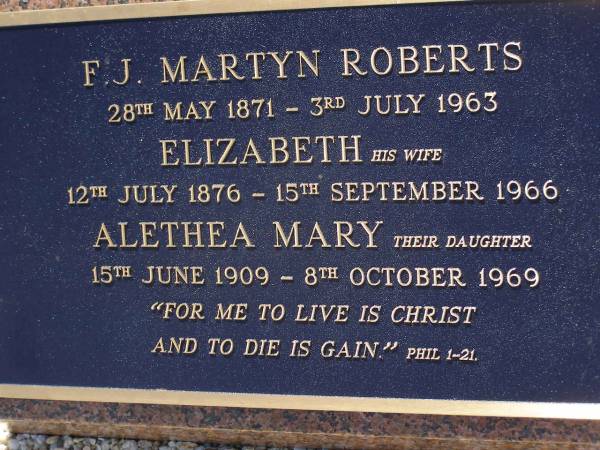 F.J. MARTYN ROBERTS
28TH MAY 1871 – 3RD JULY 1963
ELIZABETH HIS WIFE
12TH JULY 1876 – 15TH SEPTEMBER 1966
ALETHEA MARY THEIR DAUGHTER
15TH JUNE 1909 – 8TH OCTOBER 1969
"FOR ME TO LIVE IS CHRIST
AND TO DIE IS GAIN." PHIL 1-21.